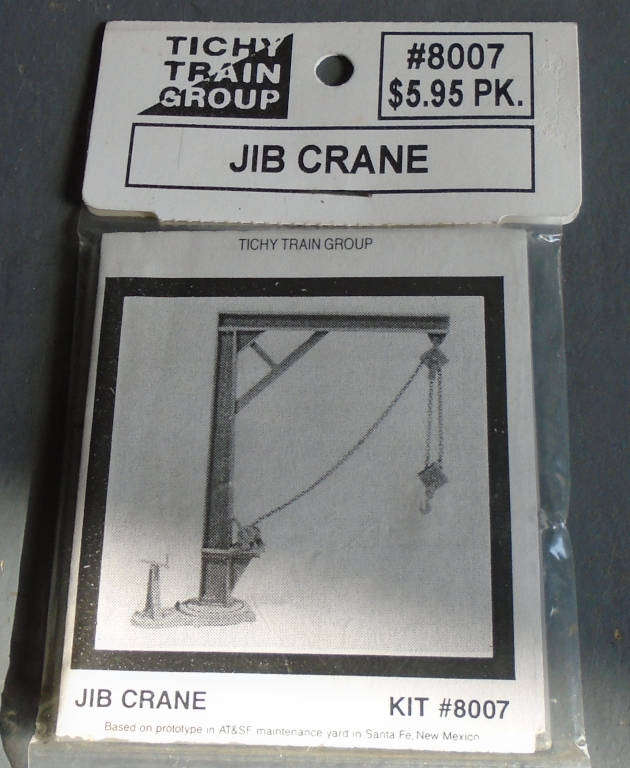 TICHY
TRAIN
GROUP
#8007
$5.95 PK.
JIB CRANE
TICHY TRAIN GROUP
JIB CRANE
KIT #8007
Based on prototype in AT&SF maintenance yard in Santa Fe, New Mexico